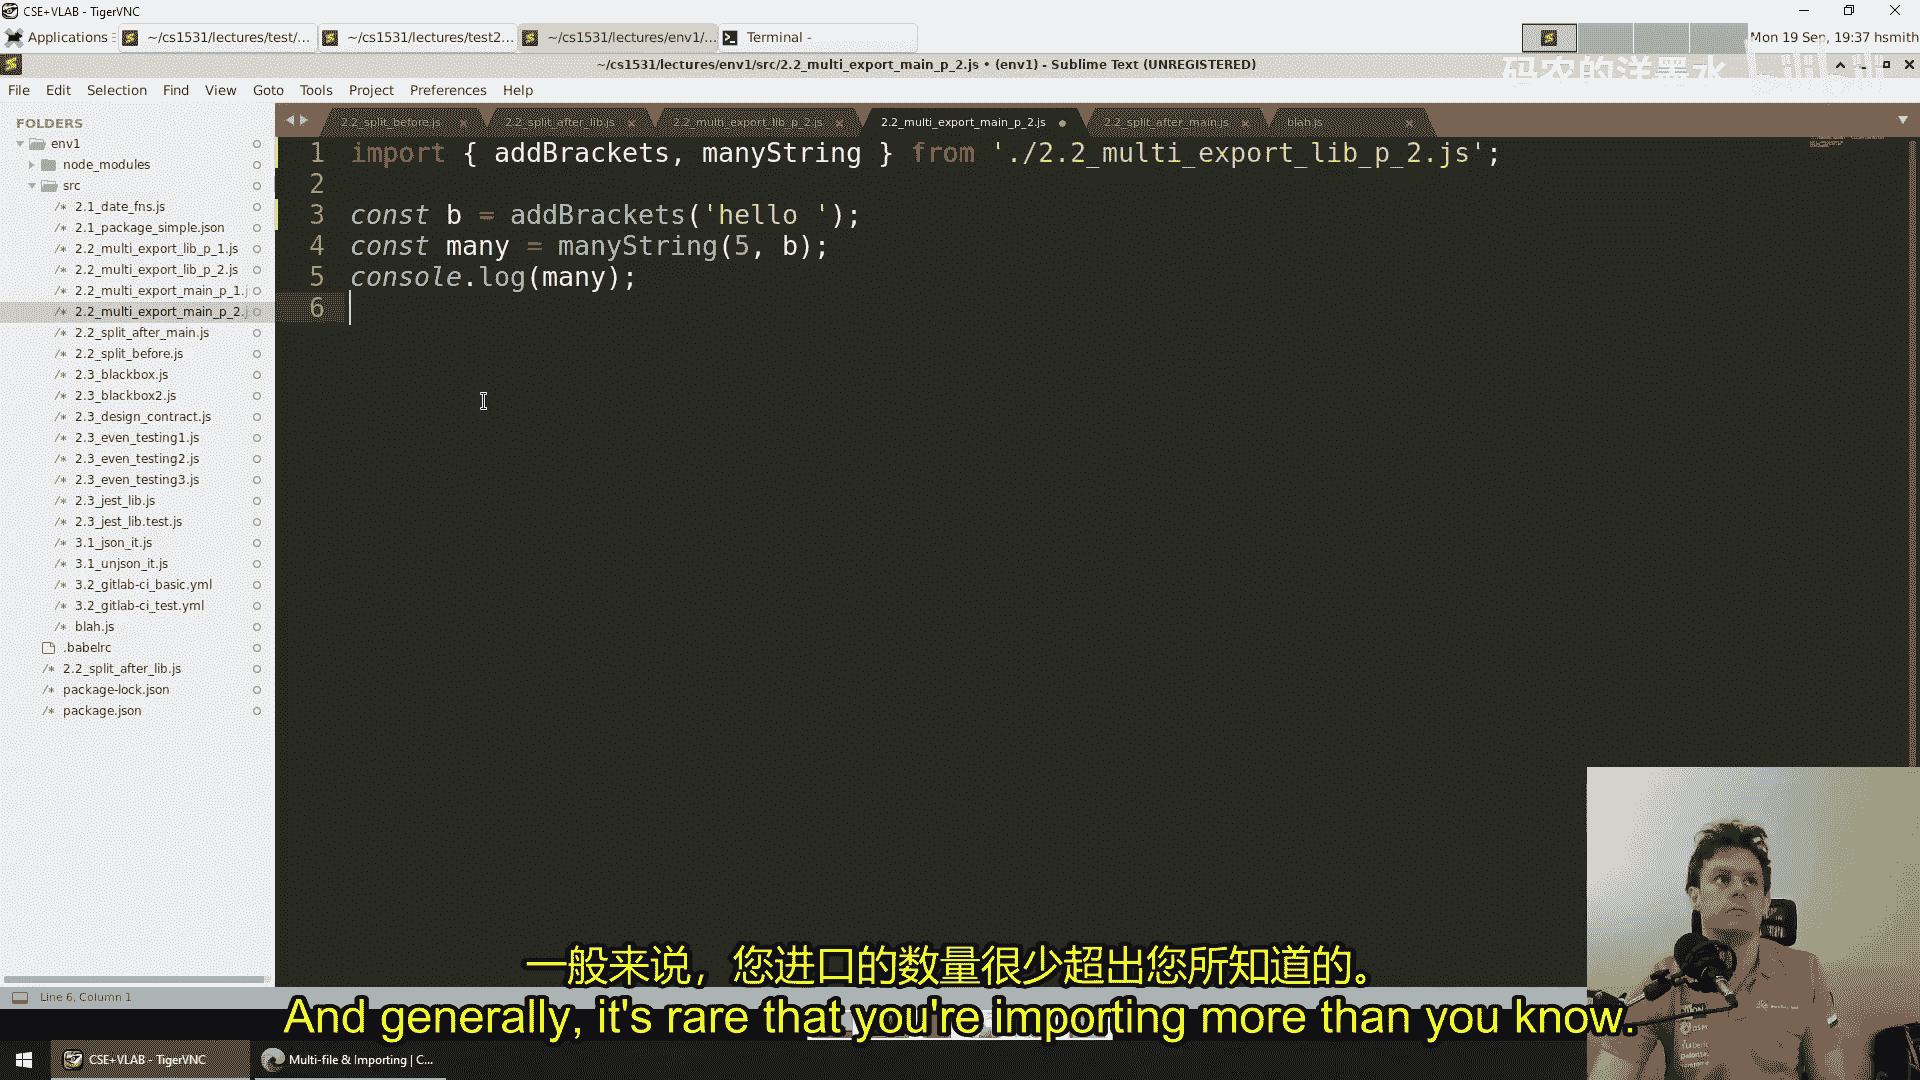 CSE+VLAB - TigerVNC
Applications
~/cs1531/lectures/test/...
~/cs1531/lectures/test2...
~/cs1531/lectures/env1/...
Terminal -
Mon 19 Sep, 19:37 hsmith
~/cs1531/lectures/env1/src/2.2_multi_export_main_p_2.js • (env1) - Sublime Text (UNREGISTERED)
码农的洋墨水
bilibili
File Edit Selection Find View Goto Tools Project Preferences Help
FOLDERS
env1
node_modules
src
/* 2.1_date_fns.js
/* 2.1_package_simple.json
/* 2.2_multi_export_lib_p_1.js
/* 2.2_multi_export_lib_p_2.js
/* 2.2_multi_export_main_p_1.j
/* 2.2_multi_export_main_p_2.j
/* 2.2_split_after_main.js
/* 2.2_split_before.js
/* 2.3_blackbox.js
/* 2.3_blackbox2.js
/* 2.3_design_contract.js
/* 2.3_even_testing1.js
/* 2.3_even_testing2.js
/* 2.3_even_testing3.js
/* 2.3_jest_lib.js
/* 2.3_jest_lib.test.js
/* 3.1_json_it.js
/* 3.1_unjson_it.js
/* 3.2_gitlab-ci_basic.yml
/* 3.2_gitlab-ci_test.yml
/* blah.js
.babelrc
/* 2.2_split_after_lib.js
/* package-lock.json
/* package.json
2.2_split_before.js
2.2_split_after_lib.js
2.2_multi_export_lib_p_2.js
2.2_multi_export_main_p_2.js
2.2_split_after_main.js
blah.js
1 import { addBrackets, manyString } from './2.2_multi_export_lib_p_2.js';
2
3 const b = addBrackets('hello ');
4 const many = manyString(5, b);
5 console.log(many);
6
一般来说，您进口的数量很少超出您所知道的。
Line 6, Column 1
And generally, it's rare that you're importing more than you know.
CSE+VLAB - TigerVNC
Multi-file & Importing | C...